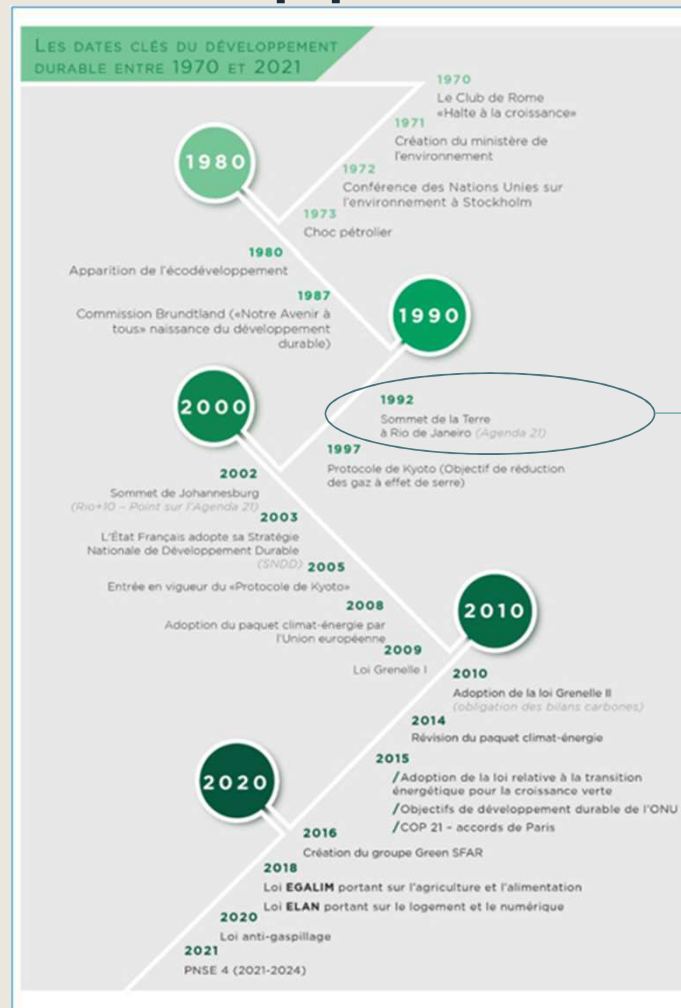 LES DATES CLÉS DU DÉVELOPPEMENT
DURABLE ENTRE 1970 ET 2021
1970
Le Club de Rome
«Halte à la croissance»
1971
Création du ministère de
l'environnement
1980
1972
Conférence des Nations Unies sur
l'environnement à Stockholm
1973
Choc pétrolier
1980
Apparition de l'écodéveloppement
1987
Commission Brundtland («Notre Avenir à
tous» naissance du développement
durable)
1990
1992
Sommet de la Terre
à Rio de Janeiro (Agenda 21)
2000
1997
Protocole de Kyoto (Objectif de réduction
des gaz à effet de serre)
2002
Sommet de Johannesburg
(Rio+10 – Point sur l'Agenda 21)
2003
L'État Français adopte sa Stratégie
Nationale de Développement Durable
(SNDD)
2005
Entrée en vigueur du «Protocole de Kyoto»
2008
Adoption du paquet climat-énergie par
l'Union européenne
2009
Loi Grenelle I
2010
2010
Adoption de la loi Grenelle II
(obligation des bilans carbones)
2014
Révision du paquet climat-énergie
2015
/Adoption de la loi relative à la transition
énergétique pour la croissance verte
/Objectifs de développement durable de l'ONU
/COP 21 – accords de Paris
2020
2016
Création du groupe Green SFAR
2018
Loi EGALIM portant sur l'agriculture et l'alimentation
Loi ELAN portant sur le logement et le numérique
2020
Loi anti-gaspillage
2021
PNSE 4 (2021-2024)